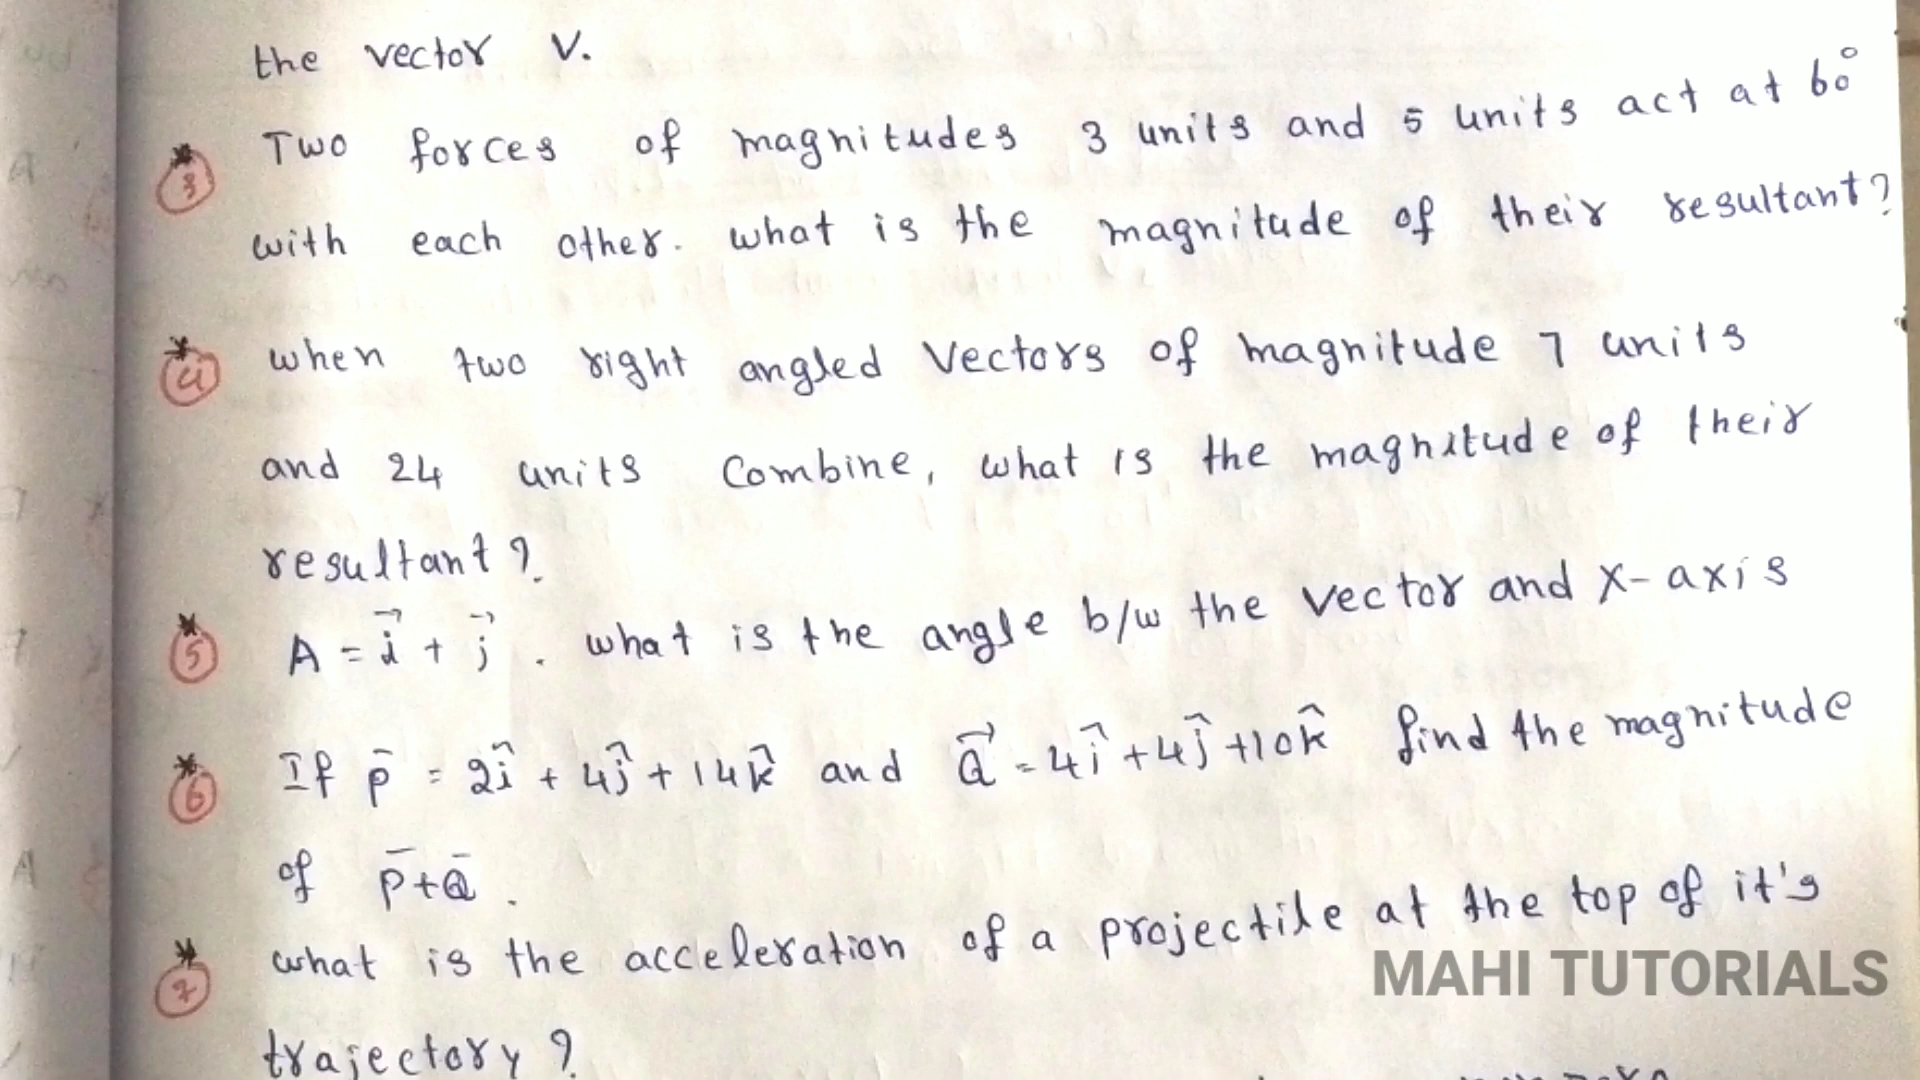 the vector V.
3 Two forces of magnitudes 3 units and 5 units act at 60°
with each other. what is the magnitude of their resultant?
4 when two right angled Vectors of magnitude 7 units
and 24 units Combine, what is the magnitude of their
resultant?
5 A = i⃗ + j⃗ . what is the angle b/w the vector and X-axis
6 If p̄ = 2î + 4ĵ + 14k̂ and Q⃗ = 4î + 4ĵ + 10k̂ find the magnitude
of p̄+Q̄ .
7 what is the acceleration of a projectile at the top of it's
MAHI TUTORIALS
trajectory ?